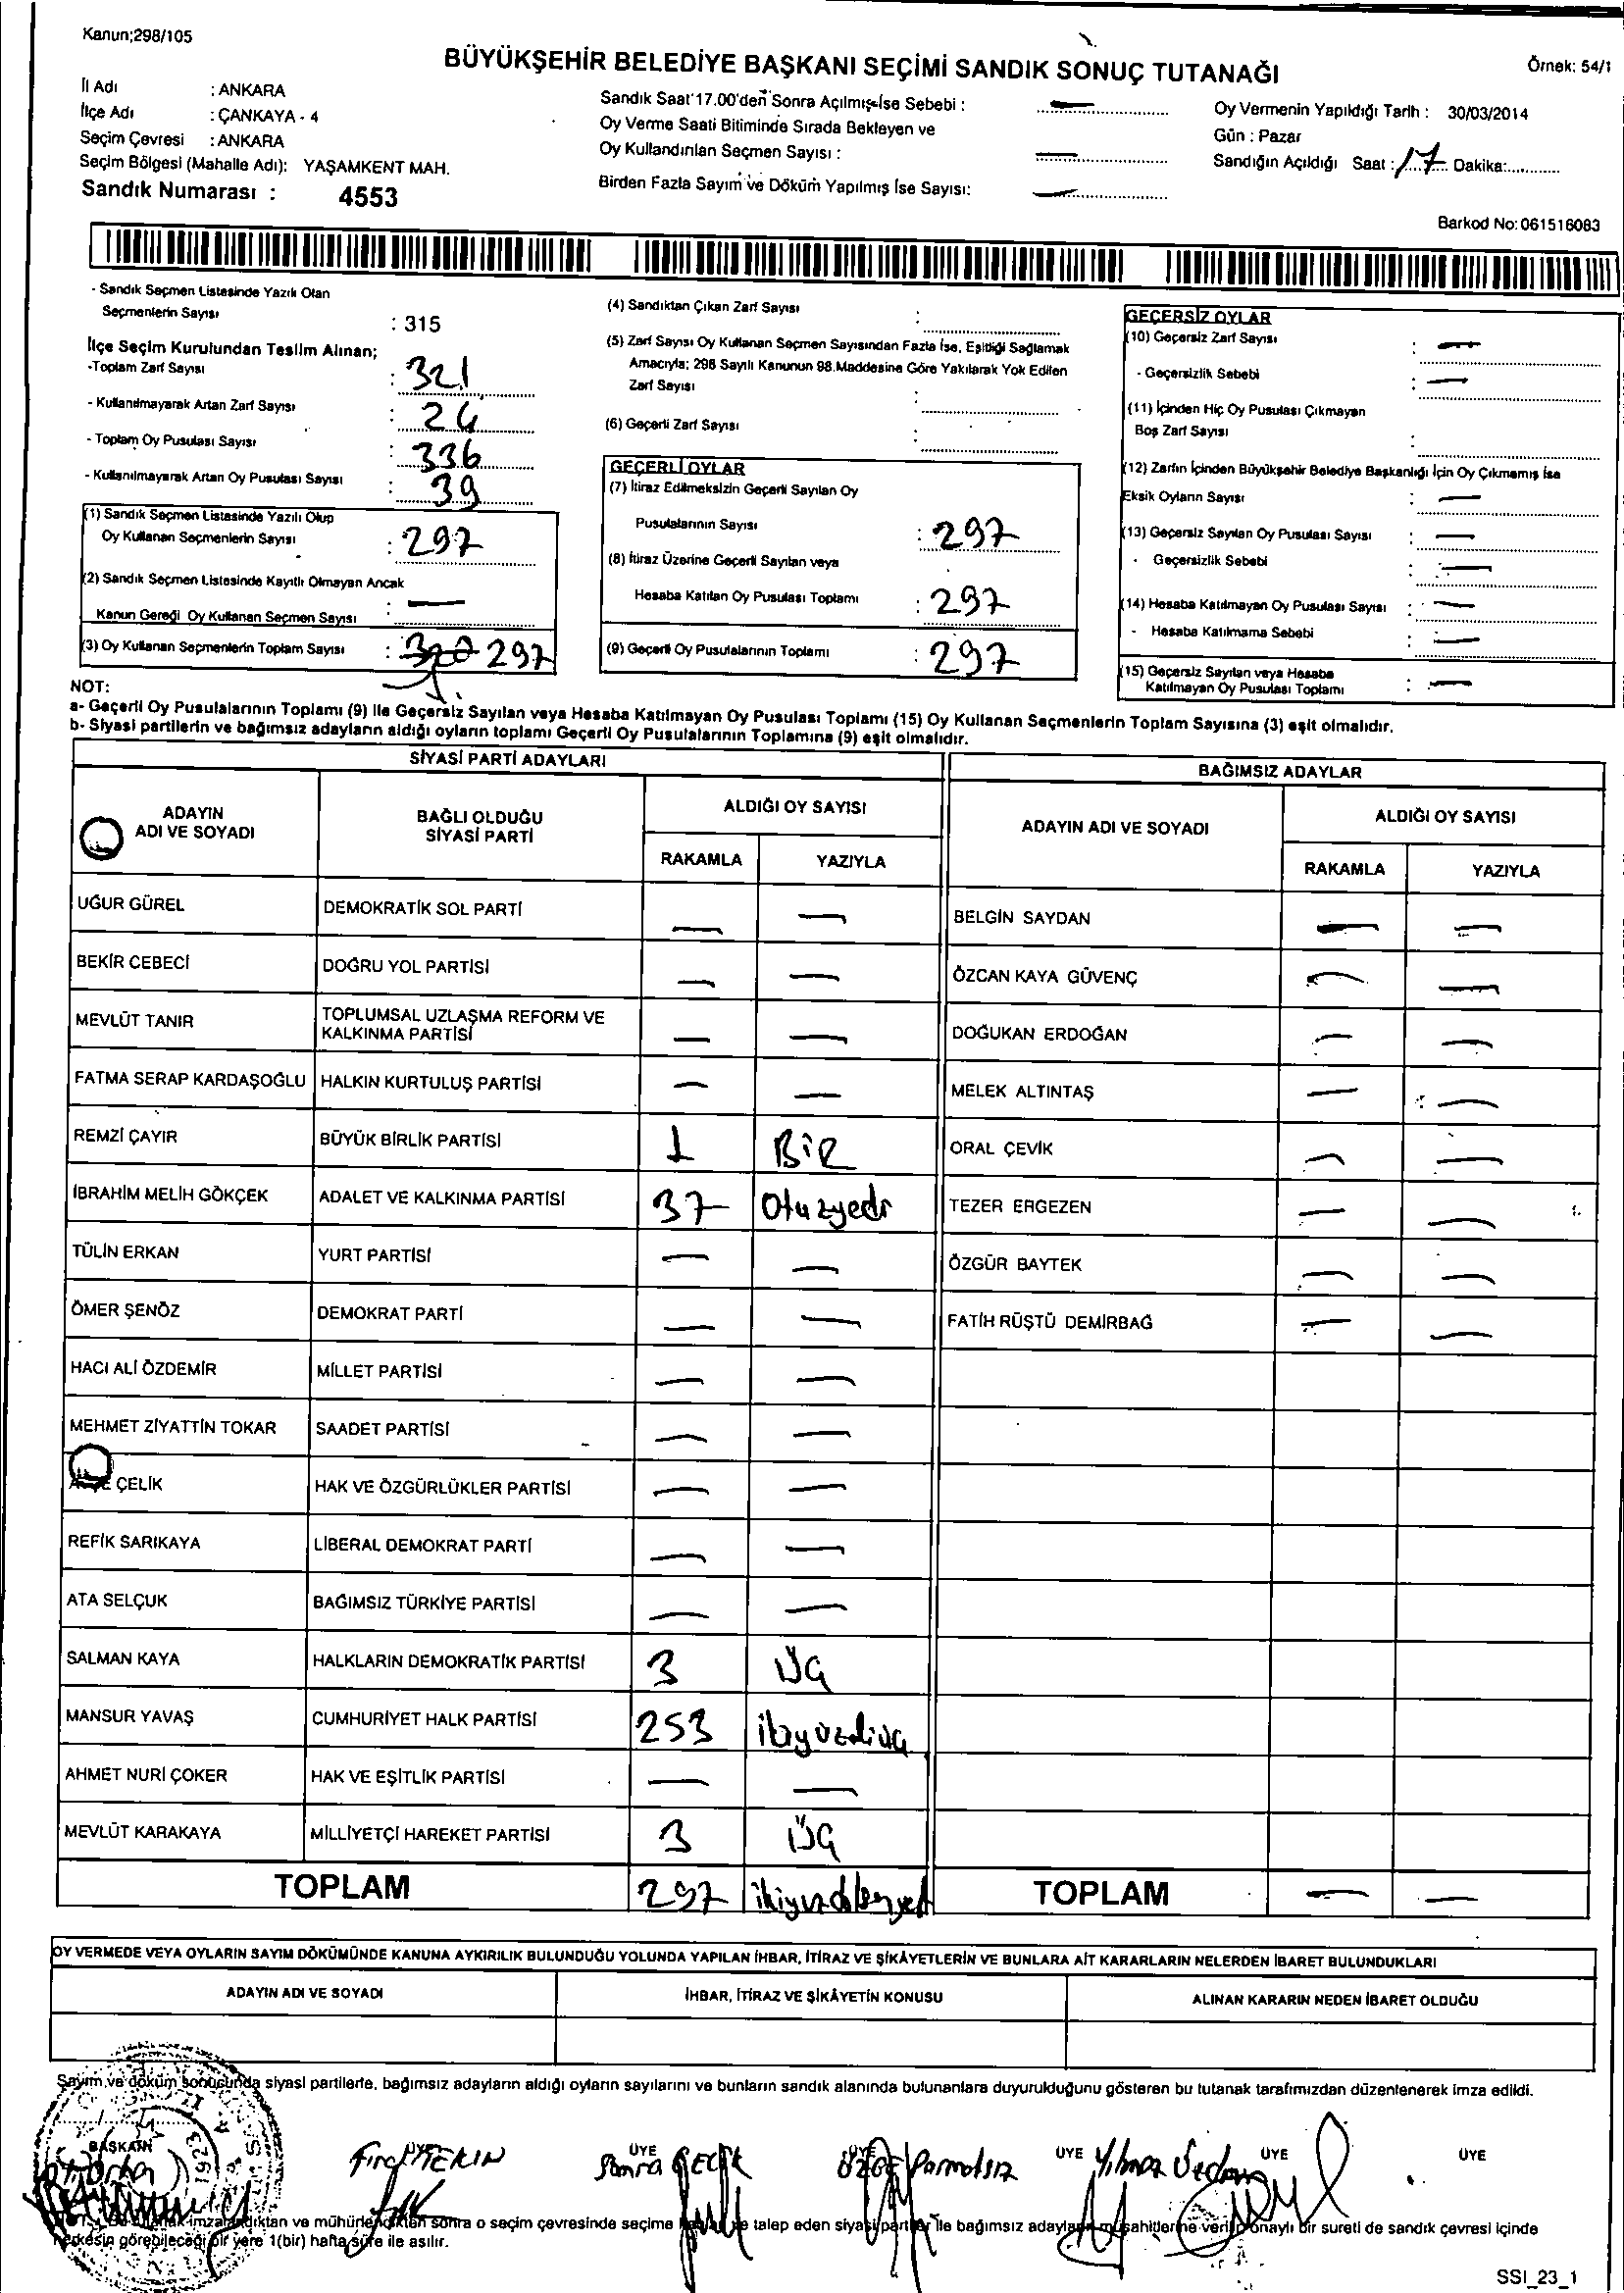 Kanun;298/105
BÜYÜKŞEHİR BELEDİYE BAŞKANI SEÇİMİ SANDIK SONUÇ TUTANAĞI
Örnek: 54/1
İl Adı : ANKARA
İlçe Adı : ÇANKAYA - 4
Seçim Çevresi : ANKARA
Seçim Bölgesi (Mahalle Adı): YAŞAMKENT MAH.
Sandık Numarası : 4553
Sandık Saat 17.00'den Sonra Açılmış İse Sebebi : —
Oy Verme Saati Bitiminde Sırada Bekleyen ve
Oy Kullandırılan Seçmen Sayısı : —
Birden Fazla Sayım ve Döküm Yapılmış İse Sayısı: —
Oy Vermenin Yapıldığı Tarih : 30/03/2014
Gün : Pazar
Sandığın Açıldığı Saat : 17 Dakika:............
Barkod No: 061516083
- Sandık Seçmen Listesinde Yazılı Olan
Seçmenlerin Sayısı : 315
İlçe Seçim Kurulundan Teslim Alınan;
-Toplam Zarf Sayısı : 321
- Kullanılmayarak Artan Zarf Sayısı : 24
- Toplam Oy Pusulası Sayısı : 336
- Kullanılmayarak Artan Oy Pusulası Sayısı : 39
(1) Sandık Seçmen Listesinde Yazılı Olup
Oy Kullanan Seçmenlerin Sayısı : 297
(2) Sandık Seçmen Listesinde Kayıtlı Olmayan Ancak
Kanun Gereği Oy Kullanan Seçmen Sayısı : —
(3) Oy Kullanan Seçmenlerin Toplam Sayısı : 297
(4) Sandıktan Çıkan Zarf Sayısı :
(5) Zarf Sayısı Oy Kullanan Seçmen Sayısından Fazla İse, Eşitliği Sağlamak
Amacıyla; 298 Sayılı Kanunun 98.Maddesine Göre Yakılarak Yok Edilen
Zarf Sayısı :
(6) Geçerli Zarf Sayısı :
GEÇERLİ OYLAR
(7) İtiraz Edilmeksizin Geçerli Sayılan Oy
Pusulalarının Sayısı : 297
(8) İtiraz Üzerine Geçerli Sayılan veya
Hesaba Katılan Oy Pusulası Toplamı : 297
(9) Geçerli Oy Pusulalarının Toplamı : 297
GEÇERSİZ OYLAR
(10) Geçersiz Zarf Sayısı : —
- Geçersizlik Sebebi : —
(11) İçinden Hiç Oy Pusulası Çıkmayan
Boş Zarf Sayısı :
(12) Zarfın İçinden Büyükşehir Belediye Başkanlığı İçin Oy Çıkmamış İse
Eksik Oyların Sayısı : —
(13) Geçersiz Sayılan Oy Pusulası Sayısı : —
- Geçersizlik Sebebi : —
(14) Hesaba Katılmayan Oy Pusulası Sayısı : —
- Hesaba Katılmama Sebebi : —
(15) Geçersiz Sayılan veya Hesaba
Katılmayan Oy Pusulası Toplamı : —
NOT:
a- Geçerli Oy Pusulalarının Toplamı (9) ile Geçersiz Sayılan veya Hesaba Katılmayan Oy Pusulası Toplamı (15) Oy Kullanan Seçmenlerin Toplam Sayısına (3) eşit olmalıdır.
b- Siyasi partilerin ve bağımsız adayların aldığı oyların toplamı Geçerli Oy Pusulalarının Toplamına (9) eşit olmalıdır.
SİYASİ PARTİ ADAYLARI
ADAYIN ADI VE SOYADI
BAĞLI OLDUĞU SİYASİ PARTİ
ALDIĞI OY SAYISI
RAKAMLA YAZIYLA
UĞUR GÜREL DEMOKRATİK SOL PARTİ — —
BEKİR CEBECİ DOĞRU YOL PARTİSİ — —
MEVLÜT TANIR TOPLUMSAL UZLAŞMA REFORM VE KALKINMA PARTİSİ — —
FATMA SERAP KARDAŞOĞLU HALKIN KURTULUŞ PARTİSİ — —
REMZİ ÇAYIR BÜYÜK BİRLİK PARTİSİ 1 BİR
İBRAHİM MELİH GÖKÇEK ADALET VE KALKINMA PARTİSİ 37 Otuzyedi
TÜLİN ERKAN YURT PARTİSİ — —
ÖMER ŞENÖZ DEMOKRAT PARTİ — —
HACI ALİ ÖZDEMİR MİLLET PARTİSİ — —
MEHMET ZİYATTİN TOKAR SAADET PARTİSİ — —
ÇELİK HAK VE ÖZGÜRLÜKLER PARTİSİ — —
REFİK SARIKAYA LİBERAL DEMOKRAT PARTİ — —
ATA SELÇUK BAĞIMSIZ TÜRKİYE PARTİSİ — —
SALMAN KAYA HALKLARIN DEMOKRATİK PARTİSİ 3 ÜÇ
MANSUR YAVAŞ CUMHURİYET HALK PARTİSİ 253
AHMET NURİ ÇOKER HAK VE EŞİTLİK PARTİSİ — —
MEVLÜT KARAKAYA MİLLİYETÇİ HAREKET PARTİSİ 3 ÜÇ
TOPLAM 297
BAĞIMSIZ ADAYLAR
ADAYIN ADI VE SOYADI
ALDIĞI OY SAYISI
RAKAMLA YAZIYLA
BELGİN SAYDAN — —
ÖZCAN KAYA GÜVENÇ — —
DOĞUKAN ERDOĞAN — —
MELEK ALTINTAŞ — —
ORAL ÇEVİK — —
TEZER ERGEZEN — —
ÖZGÜR BAYTEK — —
FATİH RÜŞTÜ DEMİRBAĞ — —
TOPLAM — —
OY VERMEDE VEYA OYLARIN SAYIM DÖKÜMÜNDE KANUNA AYKIRILIK BULUNDUĞU YOLUNDA YAPILAN İHBAR, İTİRAZ VE ŞİKÂYETLERİN VE BUNLARA AİT KARARLARIN NELERDEN İBARET BULUNDUKLARI
ADAYIN ADI VE SOYADI İHBAR, İTİRAZ VE ŞİKÂYETİN KONUSU ALINAN KARARIN NEDEN İBARET OLDUĞU
Sayım ve döküm sonucunda siyasi partilerle, bağımsız adayların aldığı oyların sayılarını ve bunların sandık alanında bulunanlara duyurulduğunu gösteren bu tutanak tarafımızdan düzenlenerek imza edildi.
BAŞKAN ÜYE ÜYE ÜYE ÜYE ÜYE
Fırat TEKİN ÖZGE Parmaksız Yılmaz
imzalandıktan ve mühürlendikten sonra o seçim çevresinde seçime talep eden siyasi partiler ile bağımsız adayların müşahitlerine verilip onaylı bir sureti de sandık çevresi içinde
herkesin görebileceği bir yere 1(bir) hafta süre ile asılır.
SSI_23_1